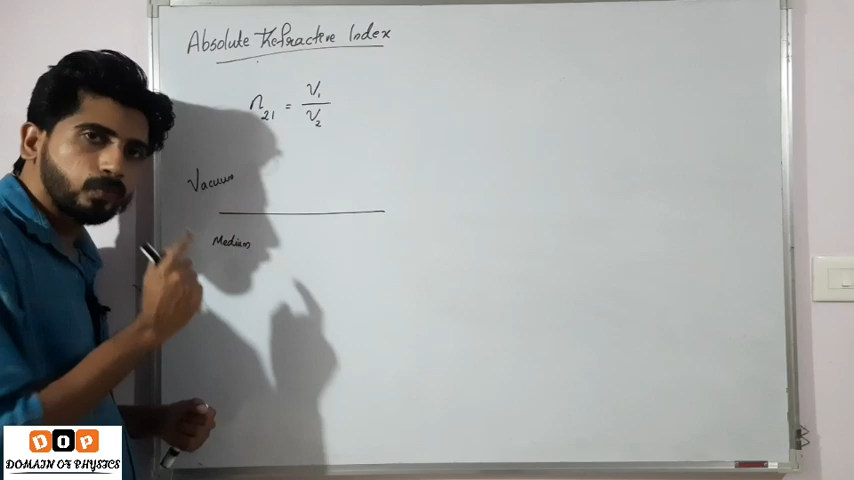 Absolute Refractive Index
n21 = v1/v2
Vacuum
Medium
DOP
DOMAIN OF PHYSICS